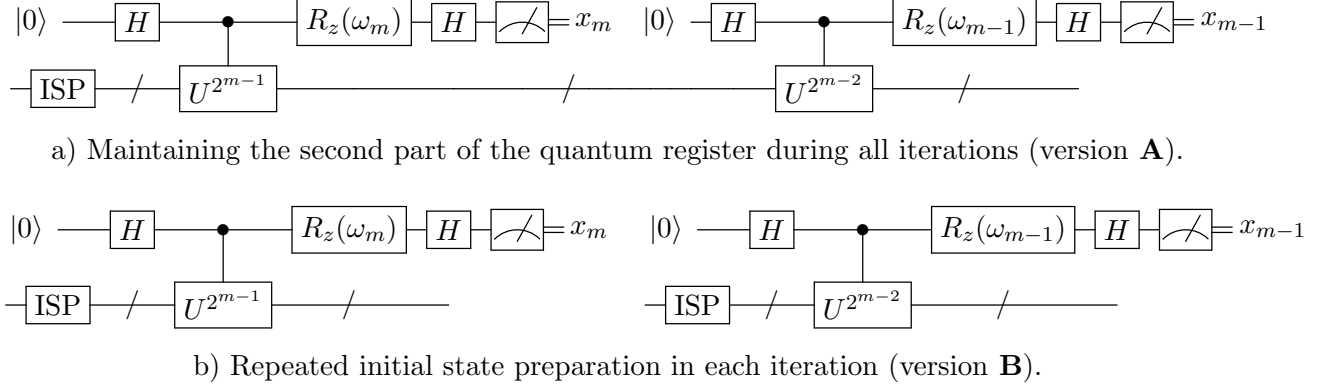 |0⟩ H R_z(ω_m) H x_m |0⟩ H R_z(ω_{m−1}) H x_{m−1}
ISP U^{2^{m−1}} U^{2^{m−2}}
a) Maintaining the second part of the quantum register during all iterations (version A).
|0⟩ H R_z(ω_m) H x_m |0⟩ H R_z(ω_{m−1}) H x_{m−1}
ISP U^{2^{m−1}} ISP U^{2^{m−2}}
b) Repeated initial state preparation in each iteration (version B).